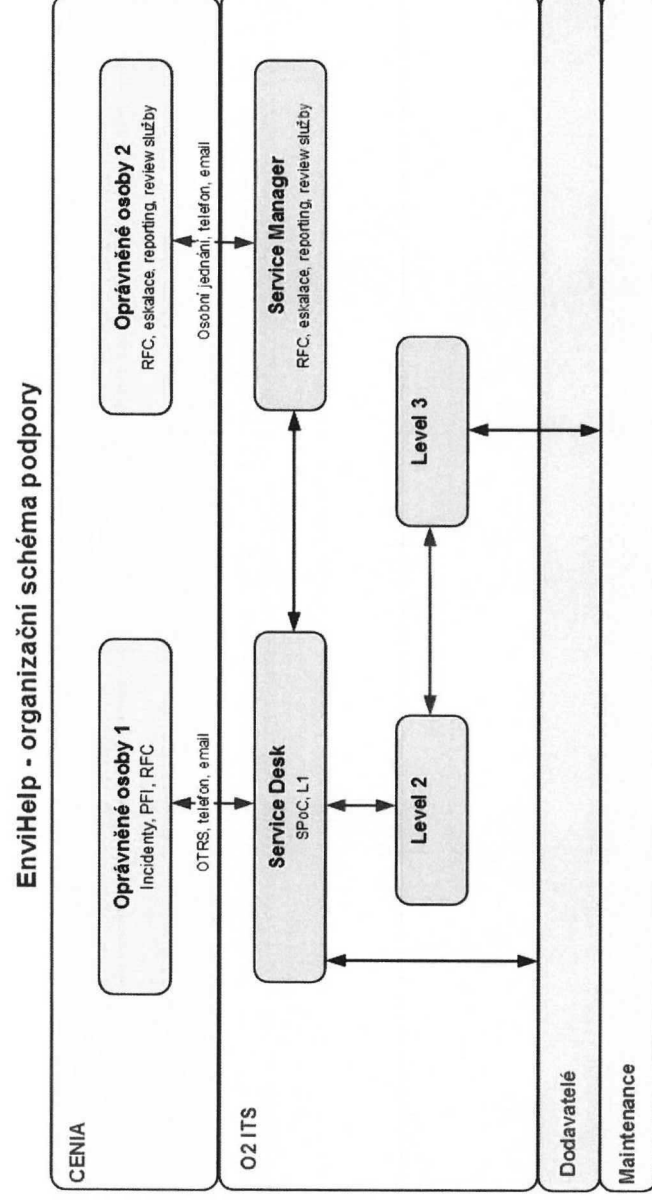 EnviHelp - organizační schéma podpory
CENIA
Oprávněné osoby 1
Incidenty, PFI, RFC
Oprávněné osoby 2
RFC, eskalace, reporting, review služby
OTRS, telefon, email
Osobní jednání, telefon, email
O2 ITS
Service Desk
SPoC, L1
Service Manager
RFC, eskalace, reporting, review služby
Level 2
Level 3
Dodavatelé
Maintenance